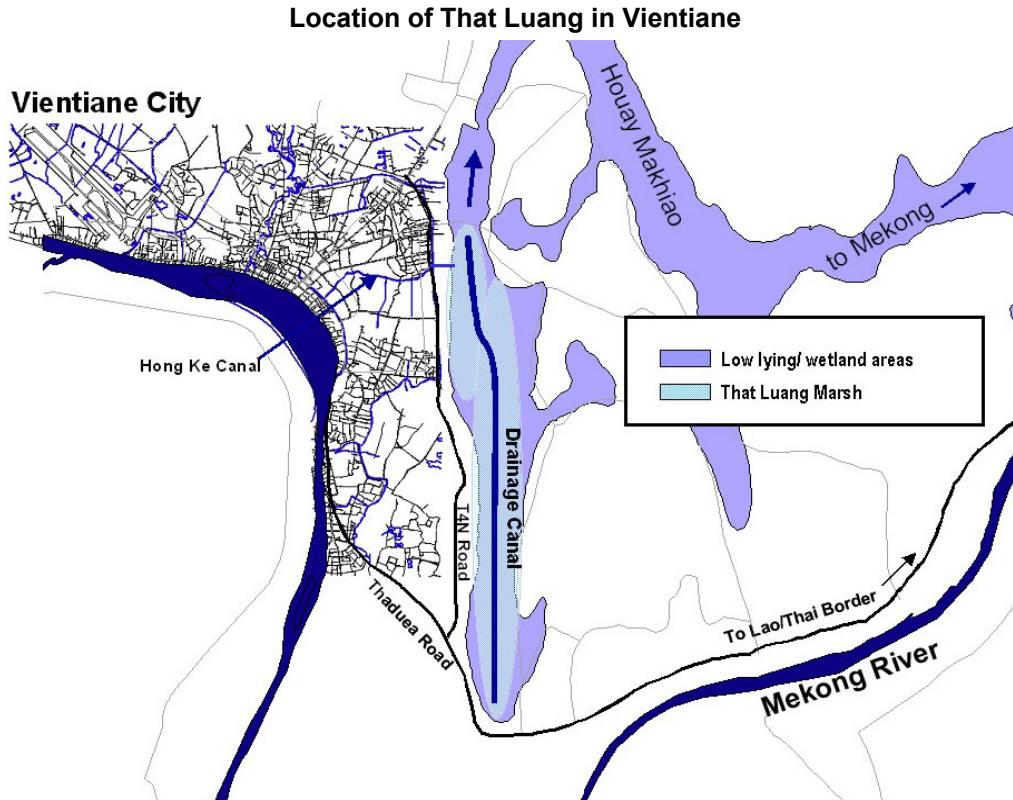 Location of That Luang in Vientiane
Vientiane City
Houay Makhiao
to Mekong
Hong Ke Canal
Low lying/ wetland areas
That Luang Marsh
Drainage Canal
T4N Road
Thaduea Road
To Lao/Thai Border
Mekong River